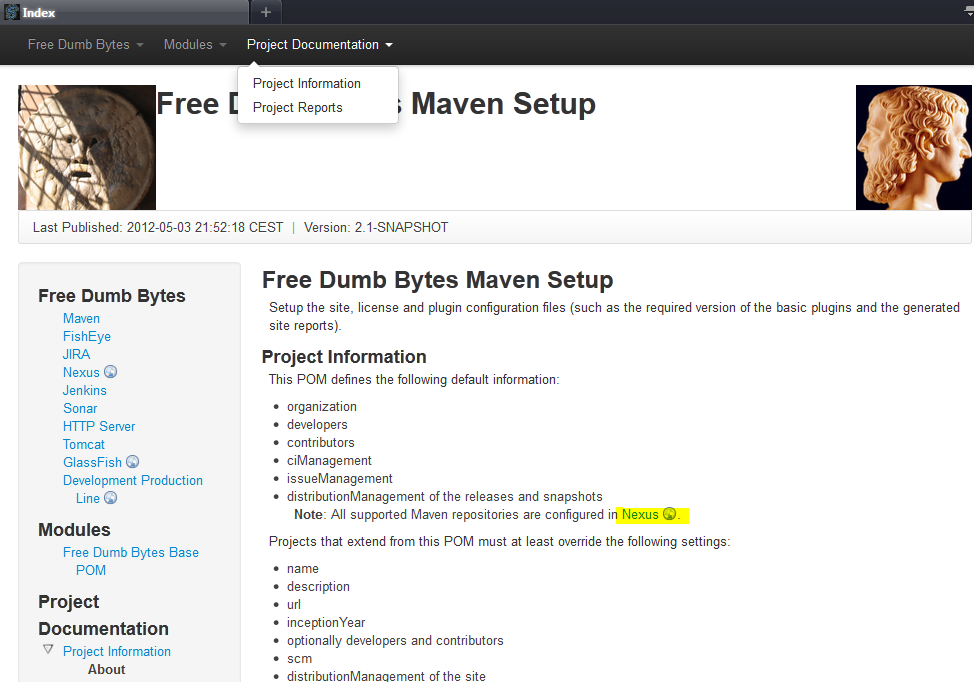 Index
+
Free Dumb Bytes Modules Project Documentation
Project Information
Project Reports
Free D s Maven Setup
Last Published: 2012-05-03 21:52:18 CEST | Version: 2.1-SNAPSHOT
Free Dumb Bytes
Maven
FishEye
JIRA
Nexus
Jenkins
Sonar
HTTP Server
Tomcat
GlassFish
Development Production
Line
Modules
Free Dumb Bytes Base
POM
Project
Documentation
Project Information
About
Free Dumb Bytes Maven Setup
Setup the site, license and plugin configuration files (such as the required version of the basic plugins and the generated
site reports).
Project Information
This POM defines the following default information:
• organization
• developers
• contributors
• ciManagement
• issueManagement
• distributionManagement of the releases and snapshots
Note: All supported Maven repositories are configured in Nexus .
Projects that extend from this POM must at least override the following settings:
• name
• description
• url
• inceptionYear
• optionally developers and contributors
• scm
• distributionManagement of the site